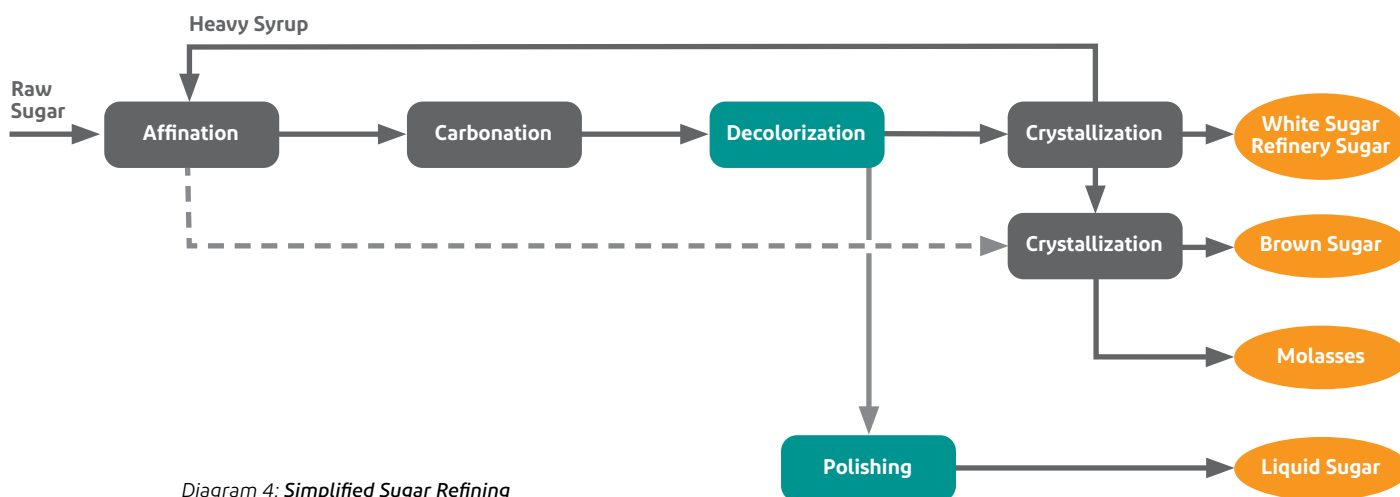 Heavy Syrup
Raw
Sugar
Affination
Carbonation
Decolorization
Crystallization
White Sugar
Refinery Sugar
Crystallization
Brown Sugar
Molasses
Polishing
Liquid Sugar
Diagram 4: Simplified Sugar Refining